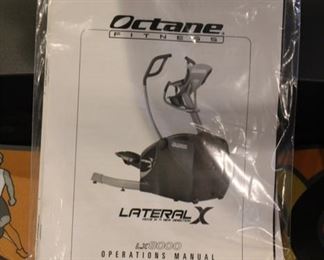 Octane
FITNESS
LATERAL X
LX8000
OPERATIONS MANUAL